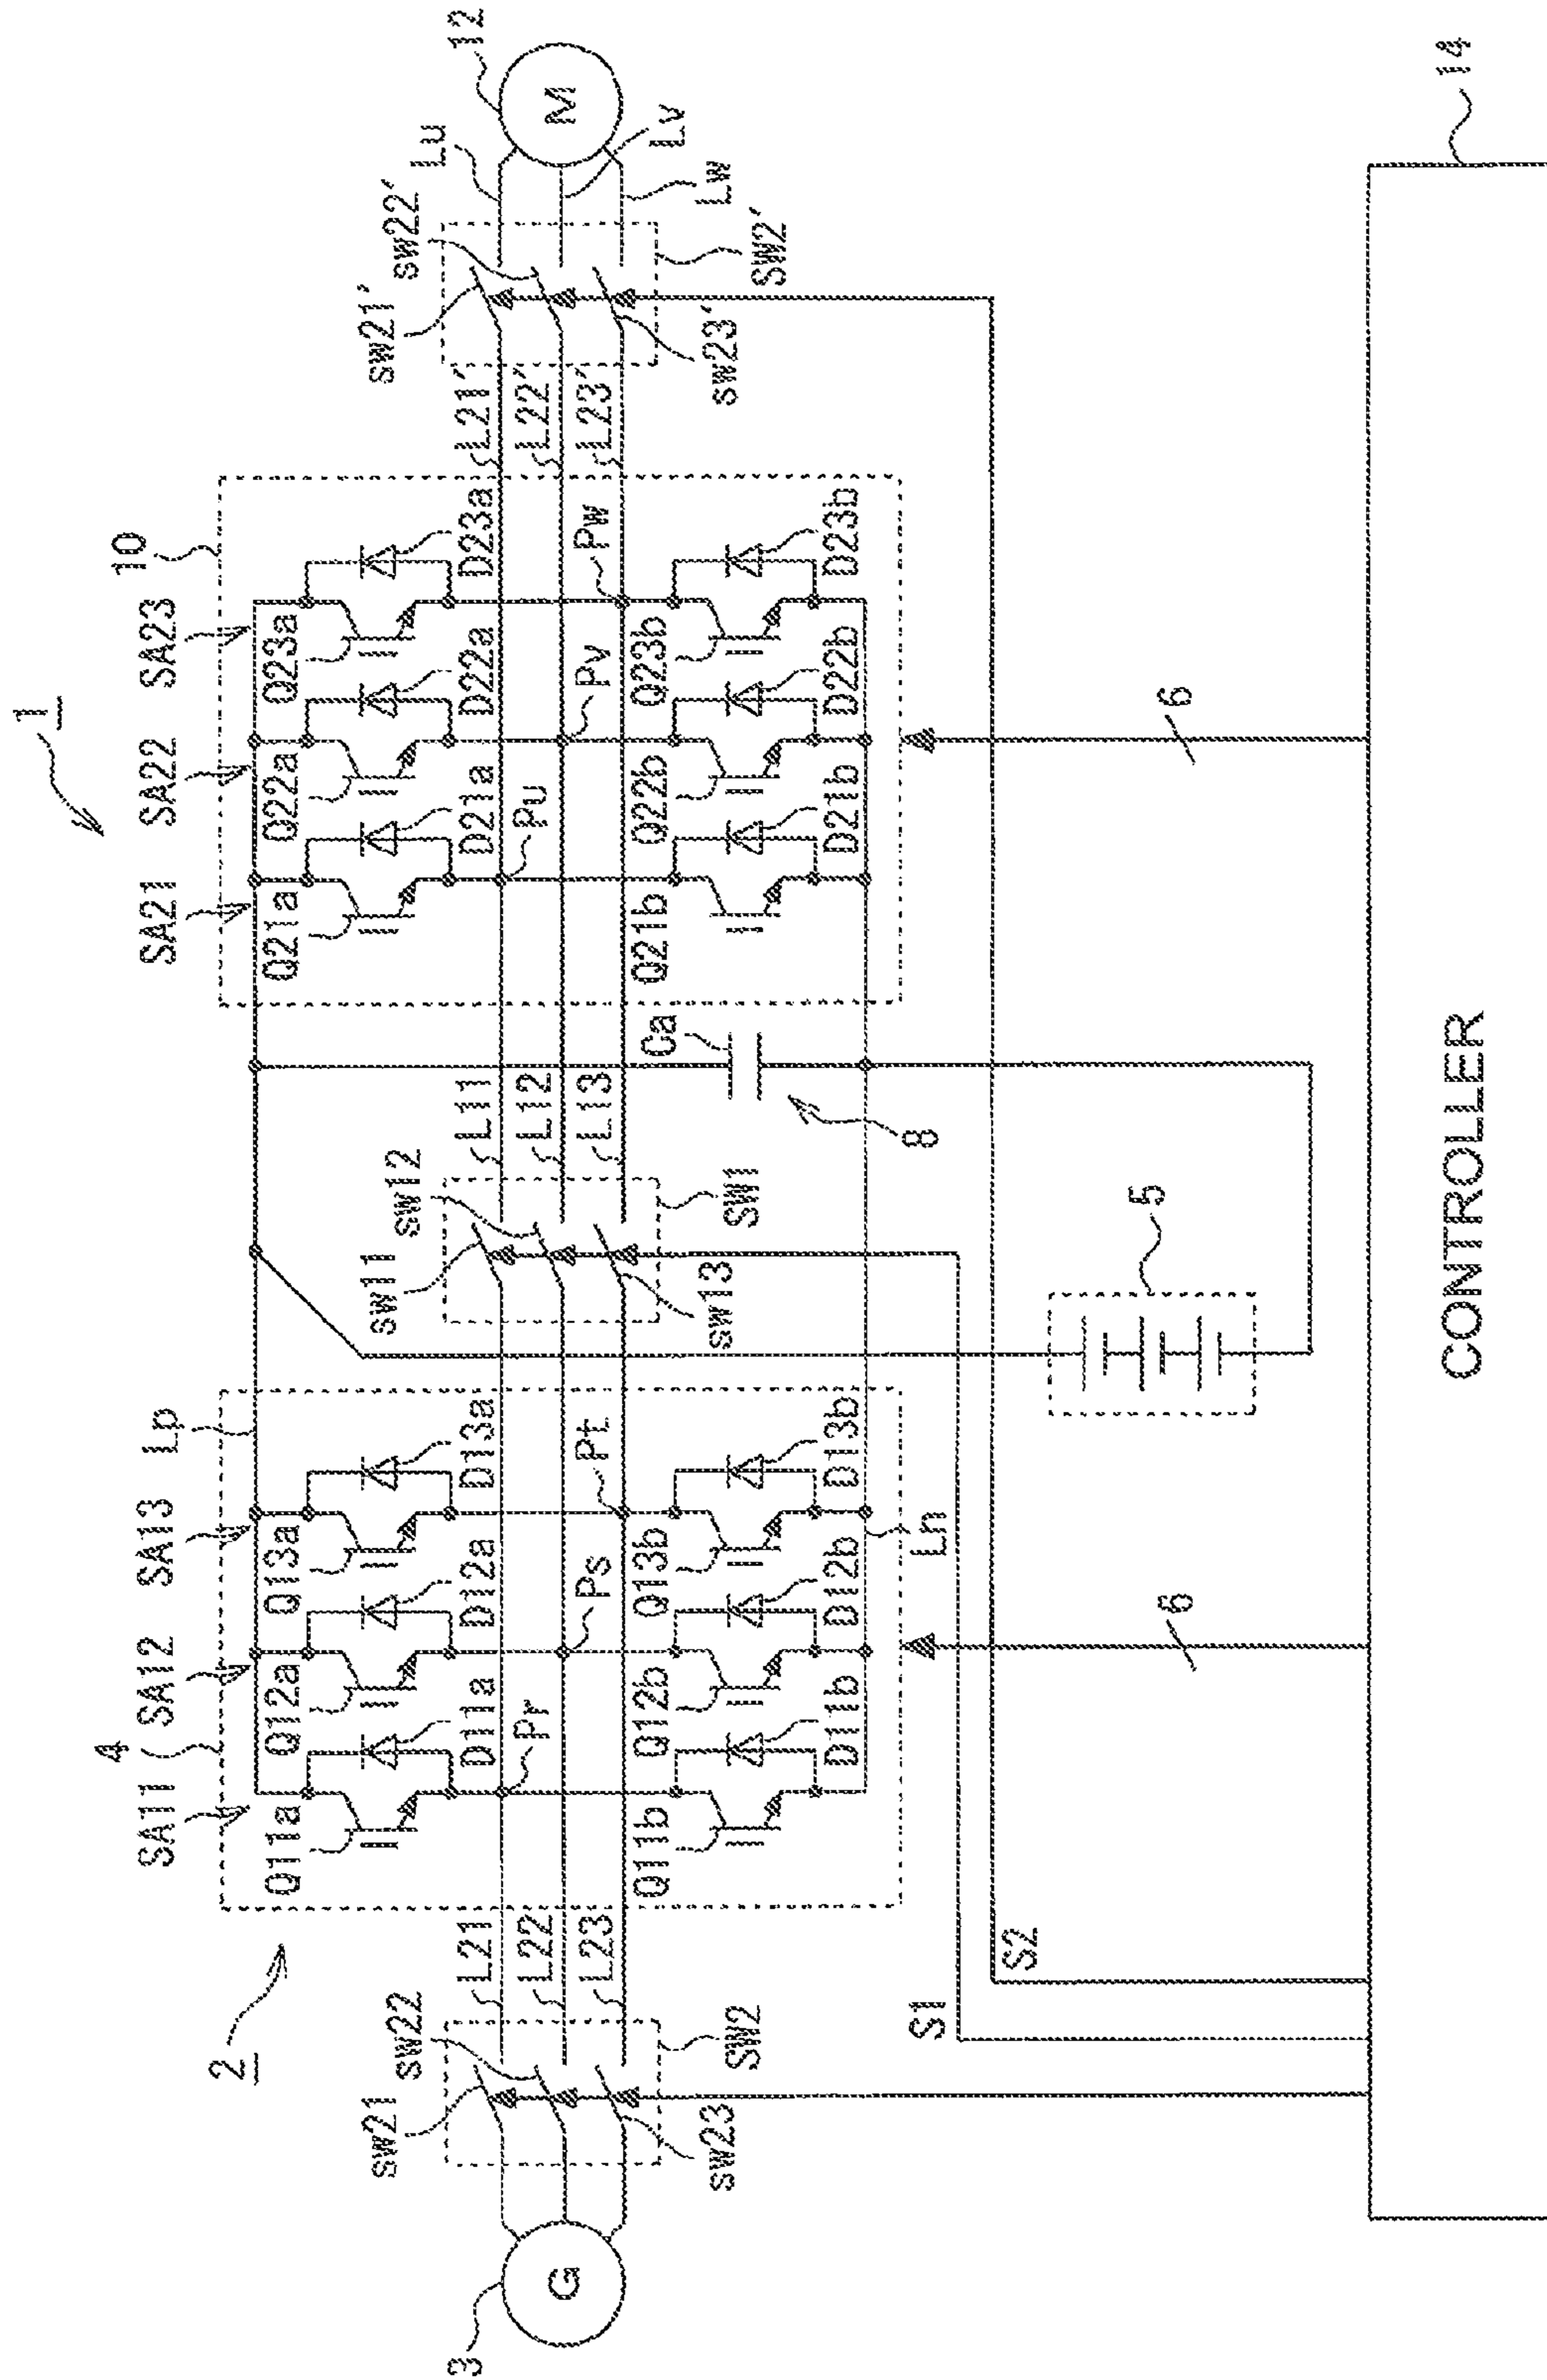 1
2
SA11
4
SA12
SA13
Lp
SA21
SA22
SA23
10
Q11a
Q12a
Q13a
Q21a
Q22a
Q23a
sw21
sw22
L21
L22
L23
D11a
D12a
D13a
sw11
sw12
L11
L12
L13
D21a
D22a
D23a
L21'
L22'
L23'
sw21'
sw22'
Lu
12
3
G
Pr
Ps
Pt
Pu
Pv
Pw
M
Lv
Lw
Q11b
Q12b
Q13b
Ca
Q21b
Q22b
Q23b
sw23
SW2
sw13
SW1
sw23'
SW2'
D11b
D12b
D13b
D21b
D22b
D23b
Ln
8
S1
S2
5
6
6
CONTROLLER
14